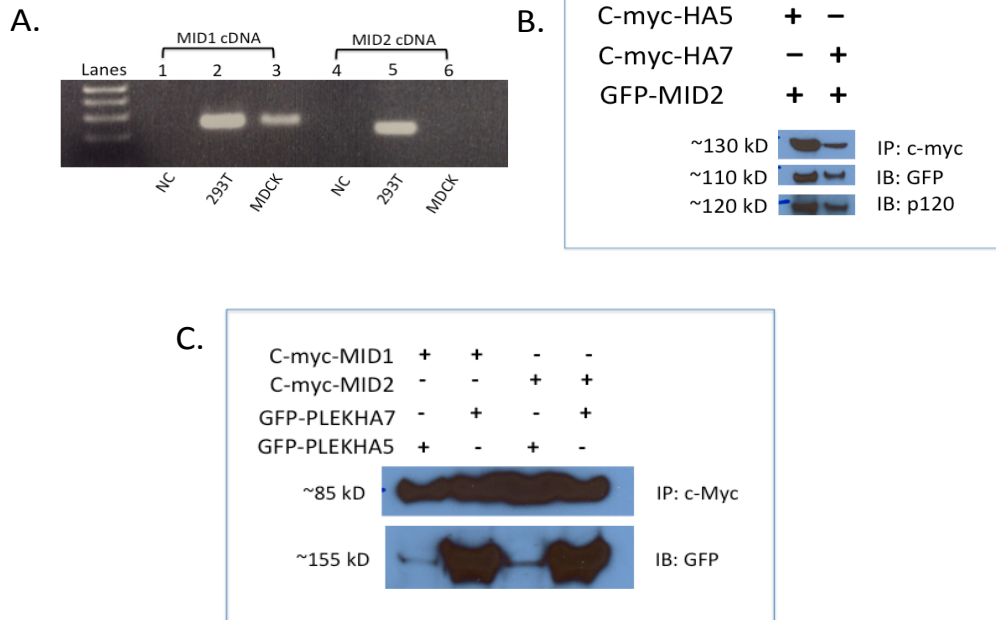 A.
MID1 cDNA MID2 cDNA
Lanes 1 2 3 4 5 6
NC 293T MDCK NC 293T MDCK
B.
C-myc-HA5 + –
C-myc-HA7 – +
GFP-MID2 + +
~130 kD IP: c-myc
~110 kD IB: GFP
~120 kD IB: p120
C.
C-myc-MID1 + + - -
C-myc-MID2 - - + +
GFP-PLEKHA7 - + - +
GFP-PLEKHA5 + - + -
~85 kD IP: c-Myc
~155 kD IB: GFP